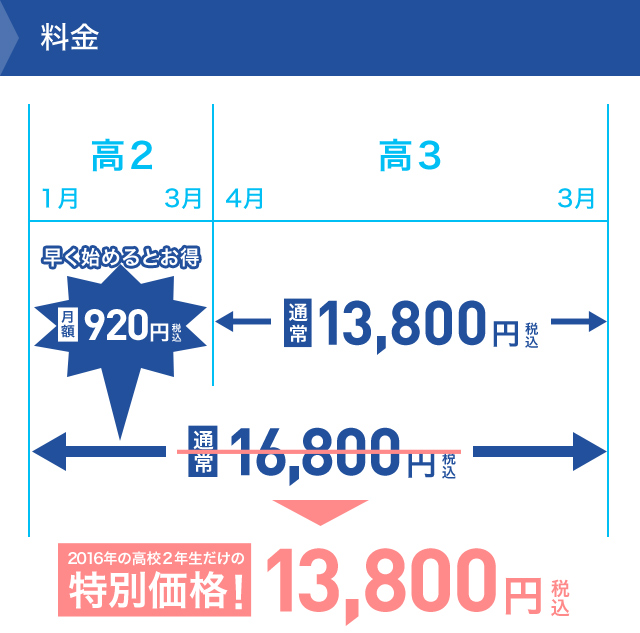 料金
高2 高3
1月 3月 4月 3月
早く始めるとお得
月額 920円 税込
通常 13,800円 税込
通常 16,800円 税込
2016年の高校2年生だけの
特別価格! 13,800円 税込